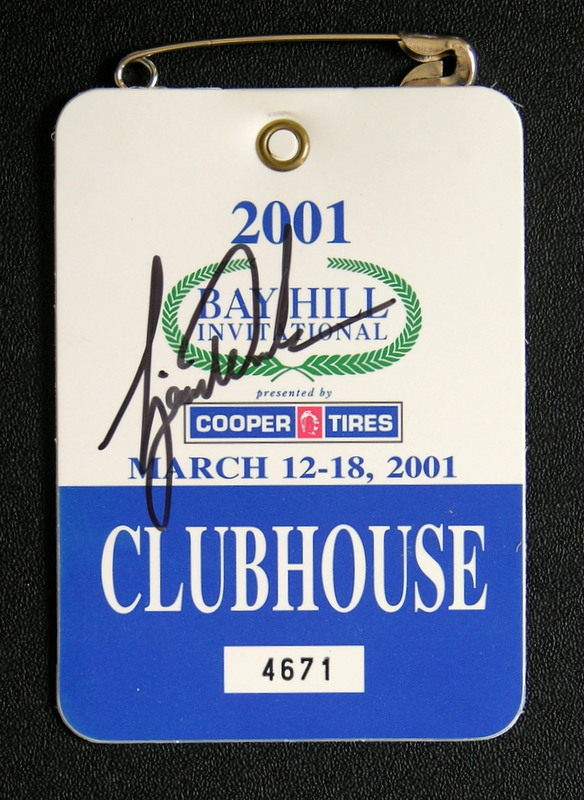 2001
BAY HILL
INVITATIONAL
presented by
COOPER TIRES
MARCH 12-18, 2001
CLUBHOUSE
4671